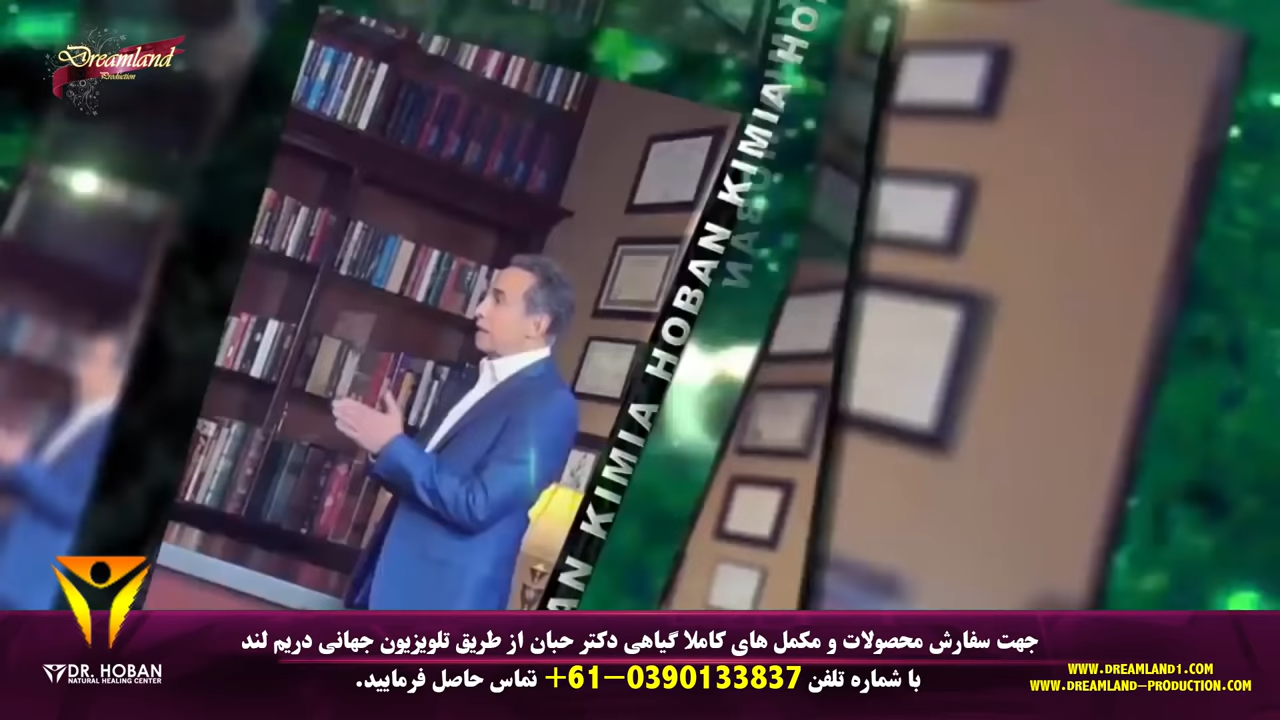 Dreamland
Production
HOBAN KIMIA HOBAN KIMIA HO
جهت سفارش محصولات و مکمل های کاملا گیاهی دکتر حبان از طریق تلویزیون جهانی دریم لند
با شماره تلفن 0390133837-61+ تماس حاصل فرمایید.
DR. HOBAN
NATURAL HEALING CENTER
WWW.DREAMLAND1.COM
WWW.DREAMLAND-PRODUCTION.COM